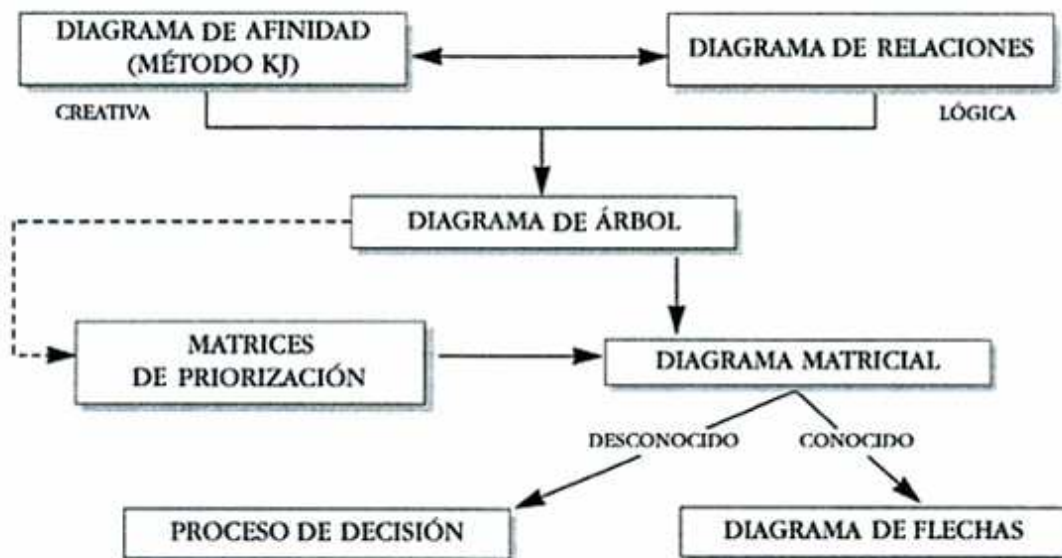 DIAGRAMA DE AFINIDAD
(MÉTODO KJ)
DIAGRAMA DE RELACIONES
CREATIVA
LÓGICA
DIAGRAMA DE ÁRBOL
MATRICES
DE PRIORIZACIÓN
DIAGRAMA MATRICIAL
DESCONOCIDO
CONOCIDO
PROCESO DE DECISIÓN
DIAGRAMA DE FLECHAS